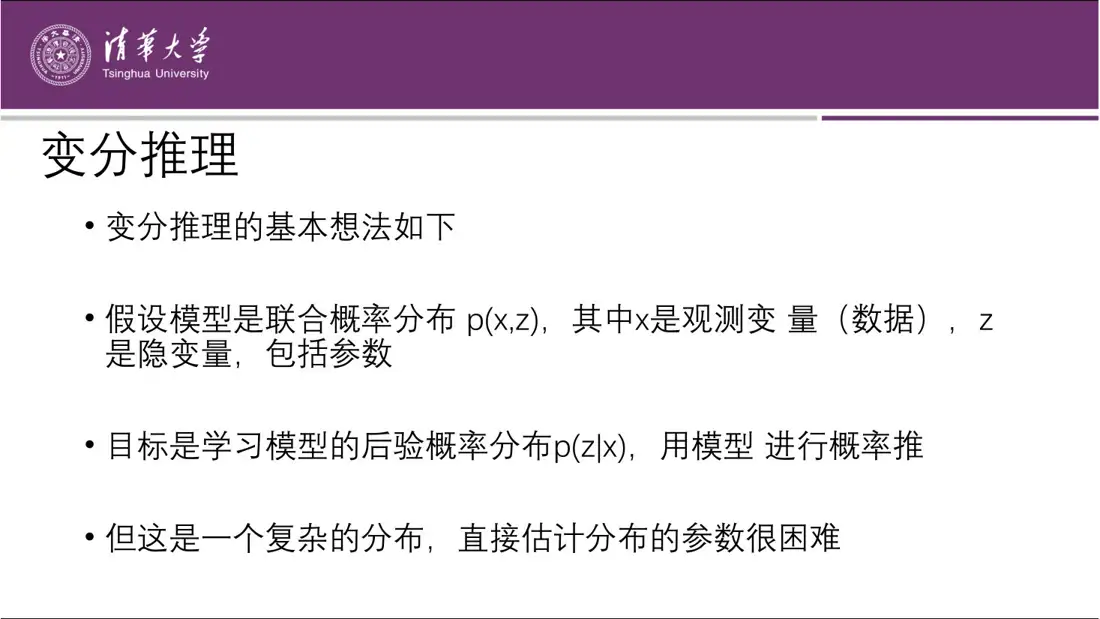 清华大学
Tsinghua University
变分推理
• 变分推理的基本想法如下
• 假设模型是联合概率分布 p(x,z)，其中x是观测变 量（数据）, z
是隐变量，包括参数
• 目标是学习模型的后验概率分布p(z|x)，用模型 进行概率推
• 但这是一个复杂的分布，直接估计分布的参数很困难